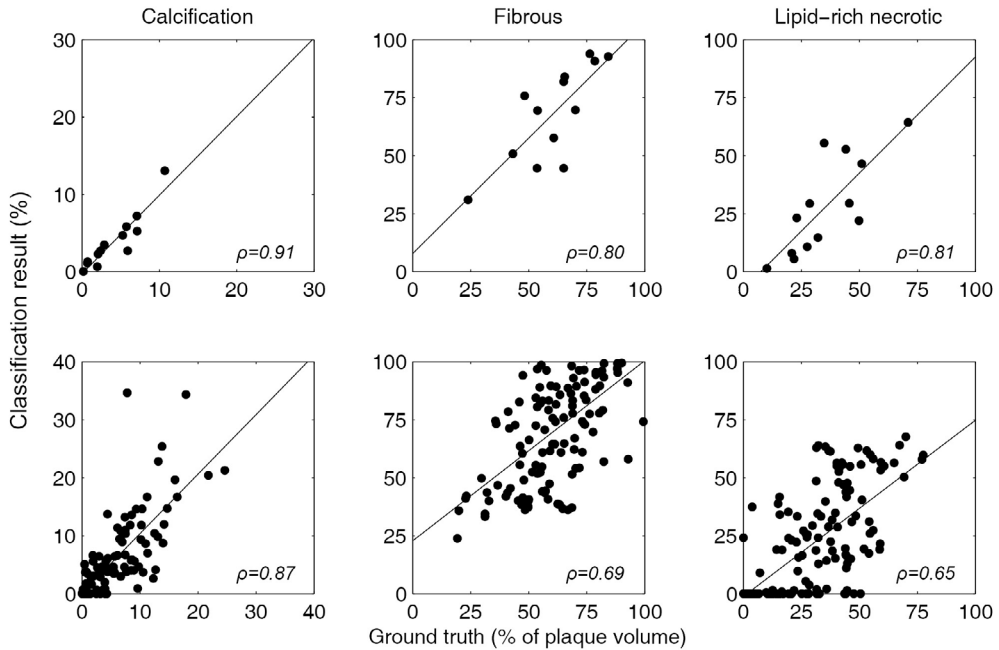 Calcification Fibrous Lipid-rich necrotic
30 100 100
75 75
20
50 50
10
25 25
ρ=0.91 ρ=0.80 ρ=0.81
0 0 0
0 10 20 30 0 25 50 75 100 0 25 50 75 100
Classification result (%)
40 100 100
30 75 75
20 50 50
10 25 25
ρ=0.87 ρ=0.69 ρ=0.65
0 0 0
0 10 20 30 40 0 25 50 75 100 0 25 50 75 100
Ground truth (% of plaque volume)